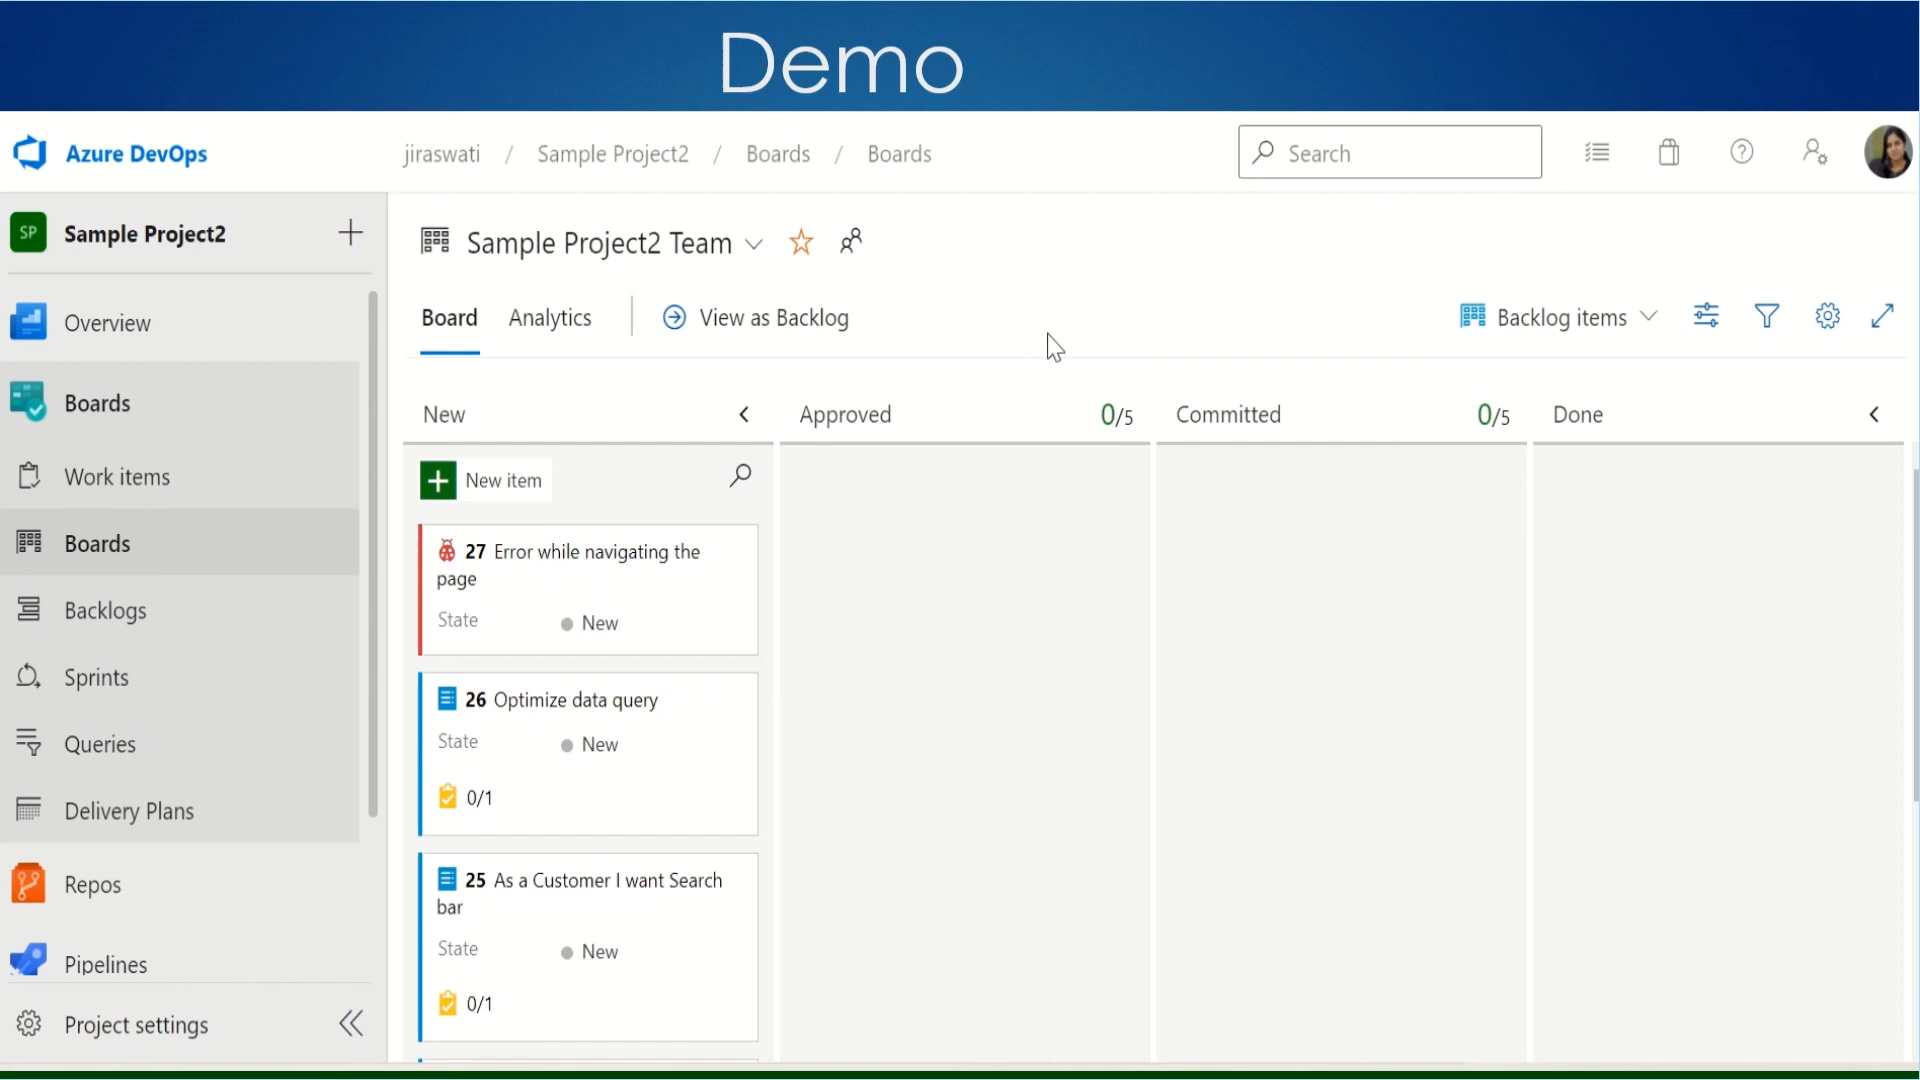 Demo
Azure DevOps
jiraswati / Sample Project2 / Boards / Boards
Search
SP Sample Project2
Sample Project2 Team
Overview
Board Analytics View as Backlog
Backlog items
Boards
New Approved 0/5 Committed 0/5 Done
Work items
New item
Boards
27 Error while navigating the
page
State New
Backlogs
Sprints
26 Optimize data query
State New
0/1
Queries
Delivery Plans
Repos
25 As a Customer I want Search
bar
State New
0/1
Pipelines
Project settings